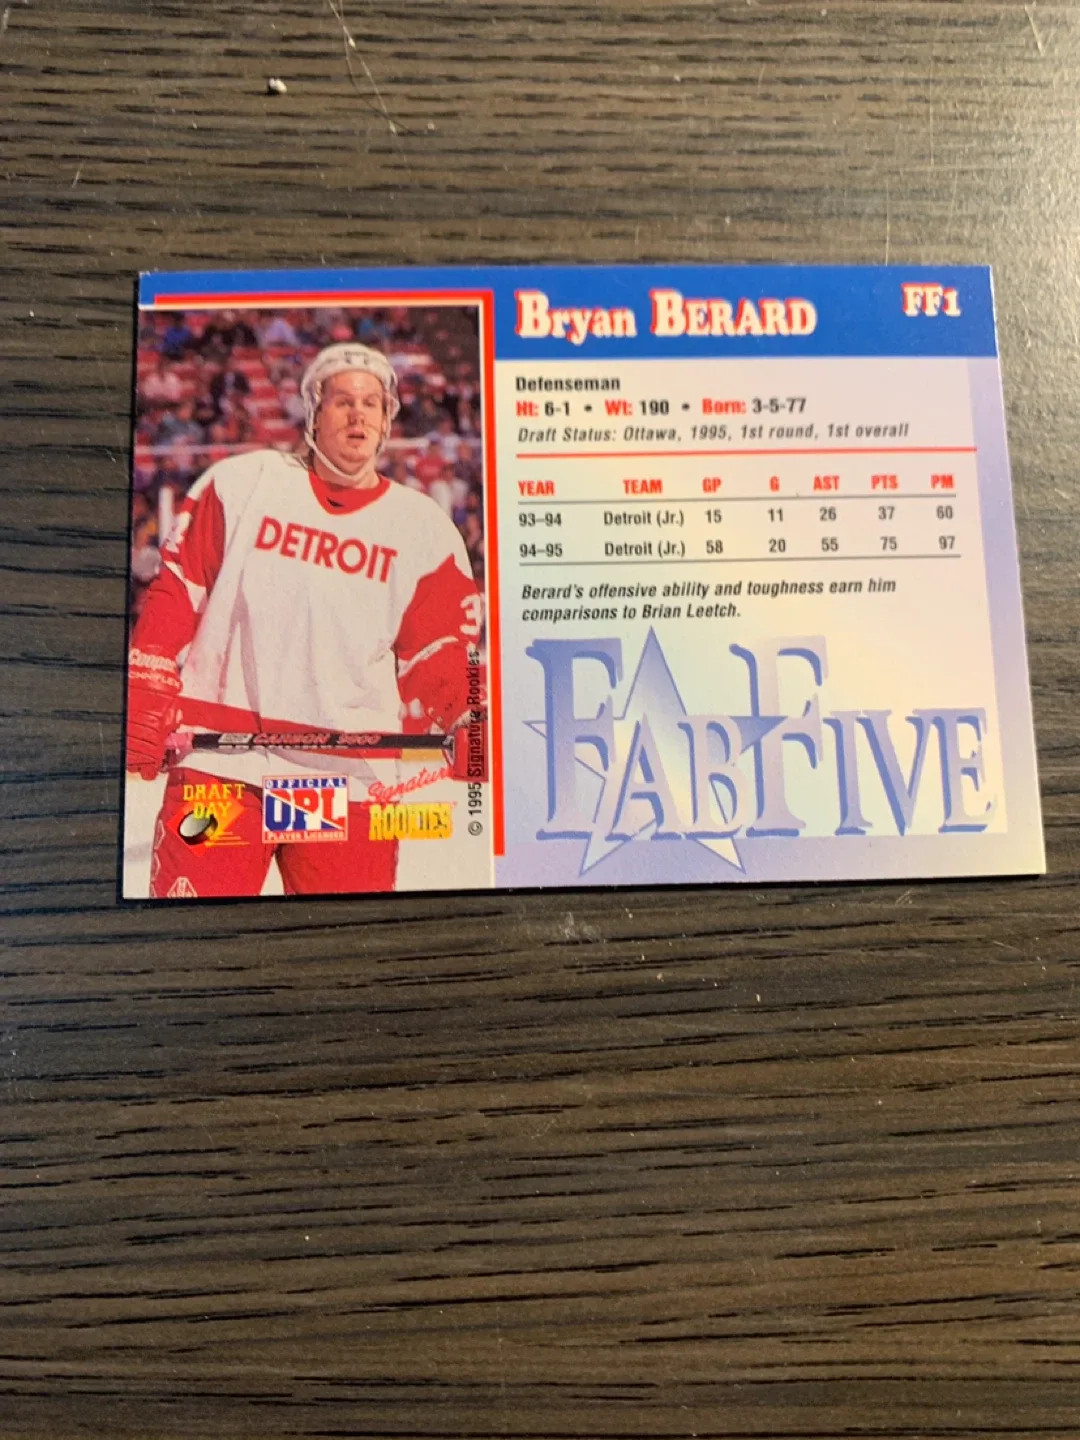 Bryan BERARD
FF1
Defenseman
Ht: 6-1 • Wt: 190 • Born: 3-5-77
Draft Status: Ottawa, 1995, 1st round, 1st overall
YEAR TEAM GP G AST PTS PM
93–94 Detroit (Jr.) 15 11 26 37 60
94–95 Detroit (Jr.) 58 20 55 75 97
Berard's offensive ability and toughness earn him
comparisons to Brian Leetch.
FAB FIVE
DETROIT
3
Cooper
CARBON
DRAFT
DAY
OFFICIAL
UPL
PLAYER LICENSED
Signature
ROOKIES
© 1995 Signature Rookies